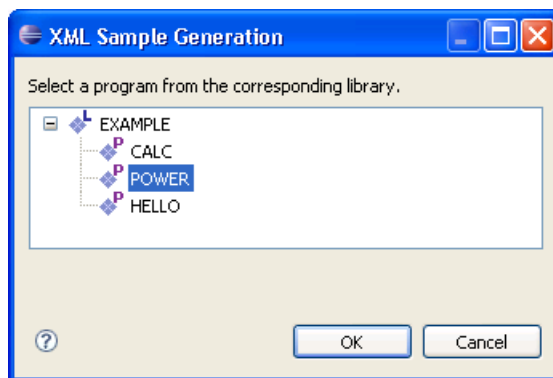 XML Sample Generation
Select a program from the corresponding library.
L EXAMPLE
P CALC
P POWER
P HELLO
? OK Cancel